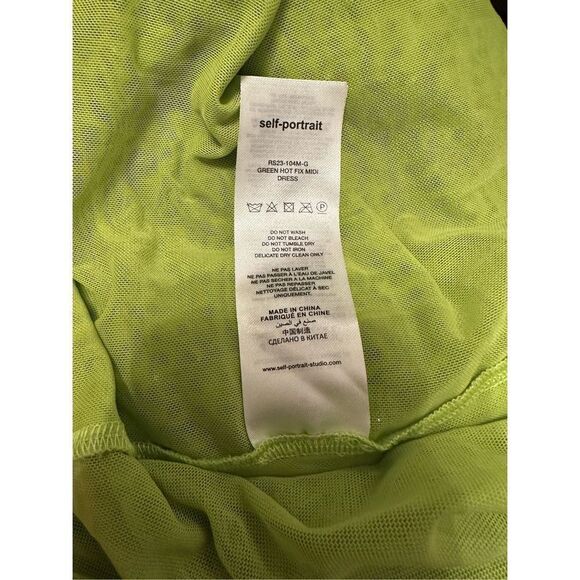 self-portrait
RS23-104M-G
GREEN HOT FIX MIDI
DRESS
P
DO NOT WASH
DO NOT BLEACH
DO NOT TUMBLE DRY
DO NOT IRON
DELICATE DRY CLEAN ONLY
NE PAS LAVER
NE PAS PASSER À L'EAU DE JAVEL
NE PAS SÉCHER À LA MACHINE
NE PAS REPASSER
NETTOYAGE DÉLICAT À SEC
UNIQUEMENT.
MADE IN CHINA
FABRIQUÉ EN CHINE
صنع في الصين
中国制造
СДЕЛАНО В КИТАЕ
www.self-portrait-studio.com